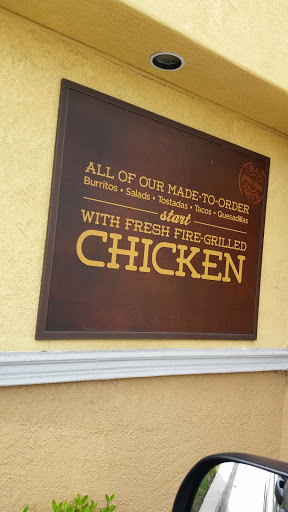 ALL OF OUR MADE-TO-ORDER
Burritos • Salads • Tostadas • Tacos • Quesadillas
start
WITH FRESH FIRE-GRILLED
CHICKEN